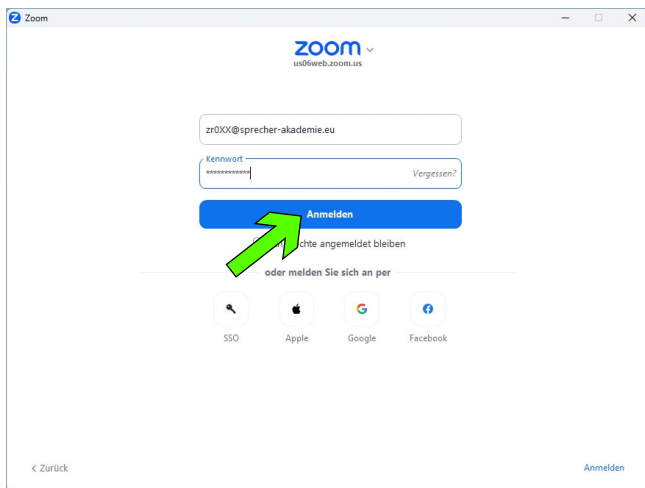 Zoom
zoom
us06web.zoom.us
zr0XX@sprecher-akademie.eu
Kennwort
************
Vergessen?
Anmelden
chte angemeldet bleiben
oder melden Sie sich an per
SSO
Apple
Google
Facebook
< Zurück
Anmelden